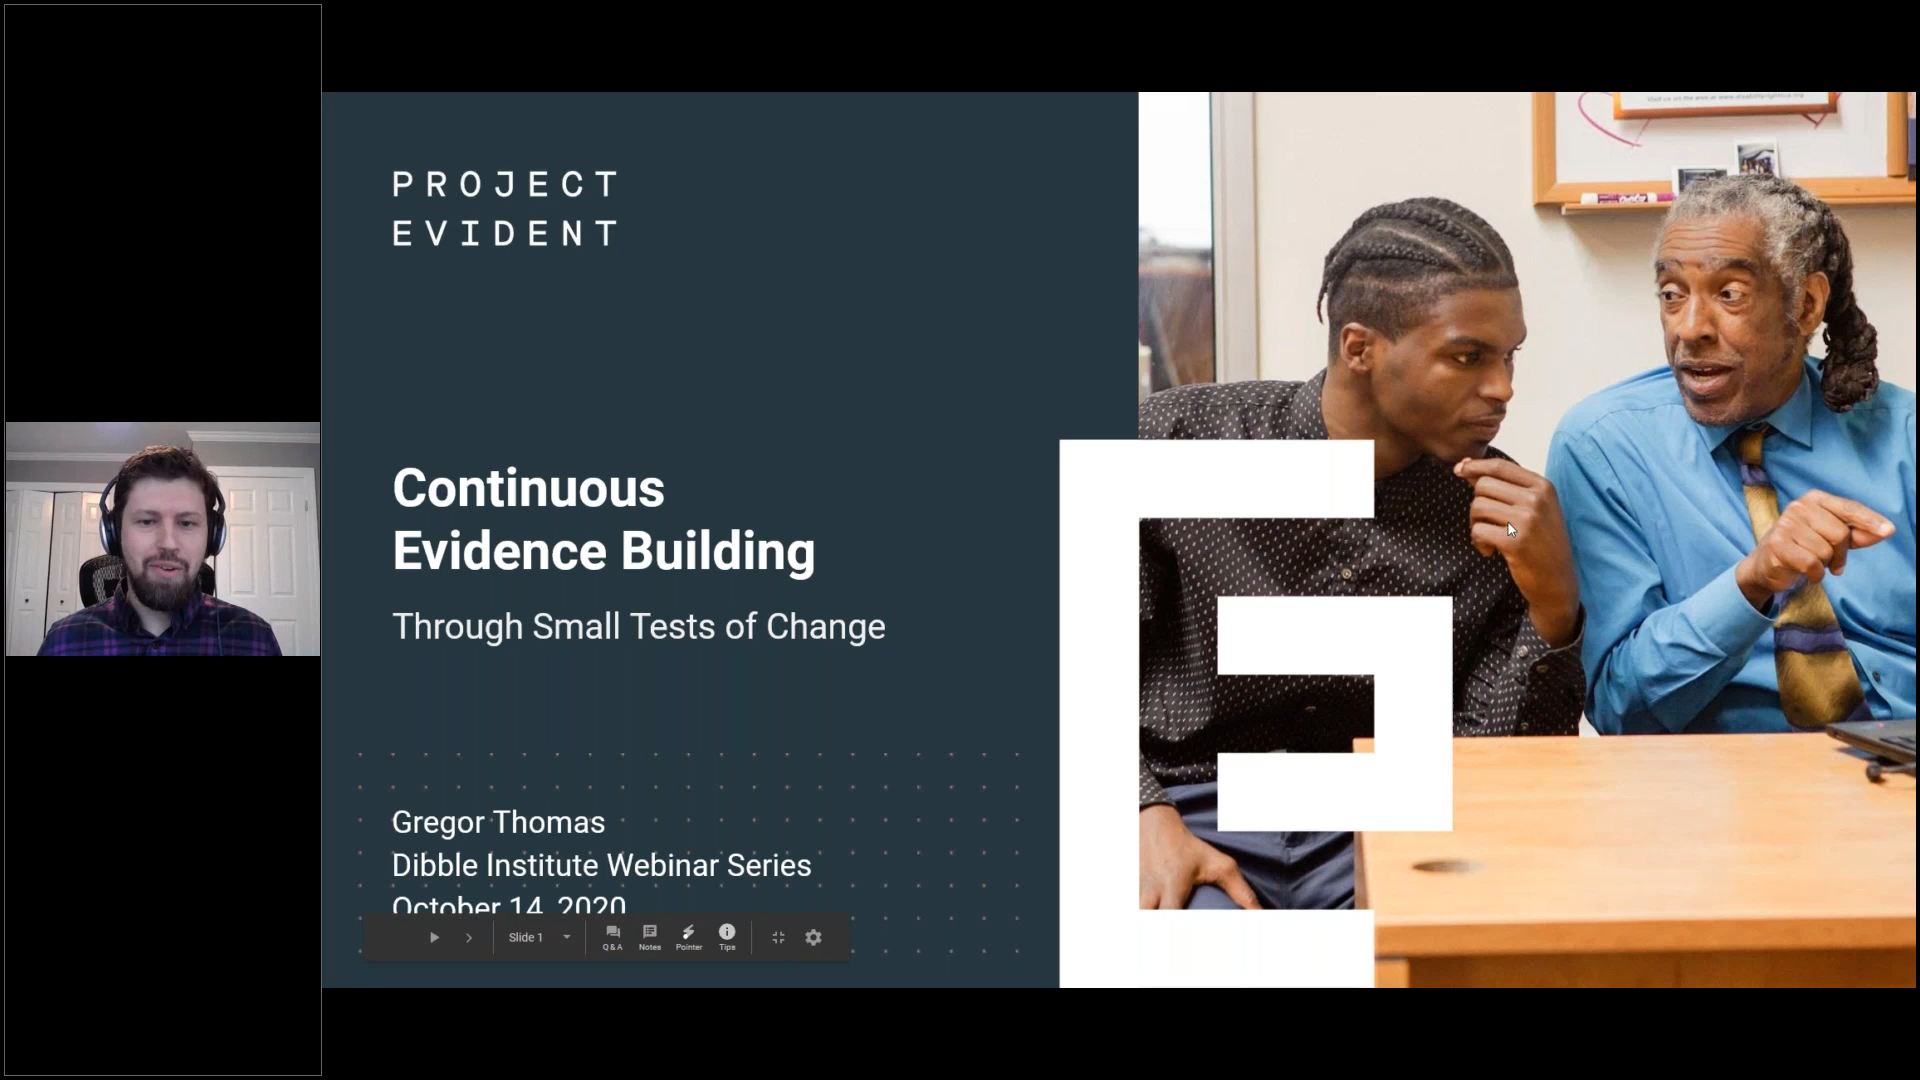 PROJECT
EVIDENT
Continuous
Evidence Building
Through Small Tests of Change
Gregor Thomas
Dibble Institute Webinar Series
October 14, 2020
Slide 1
Q&A
Notes
Pointer
Tips